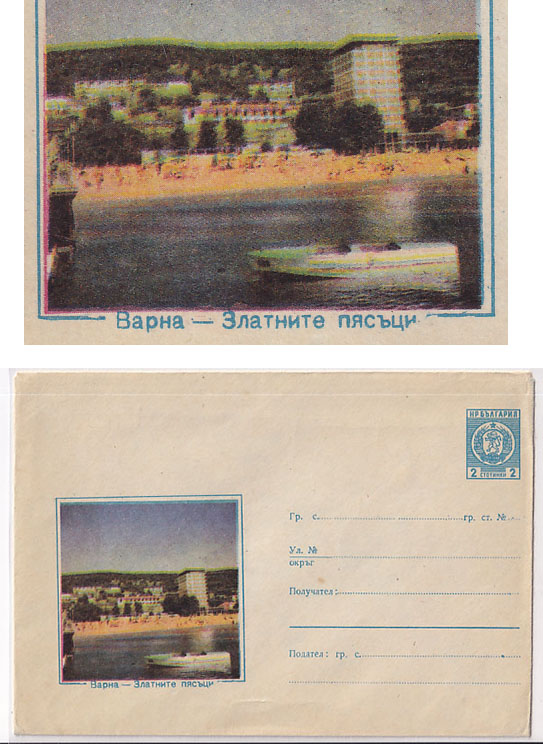 Варна — Златните пясъци
НР БЪЛГАРИЯ
2 СТОТИНКИ 2
Гр. с. гр. ст. №
Ул. №
окръг
Получател:
Подател: гр. с.
Варна — Златните пясъци